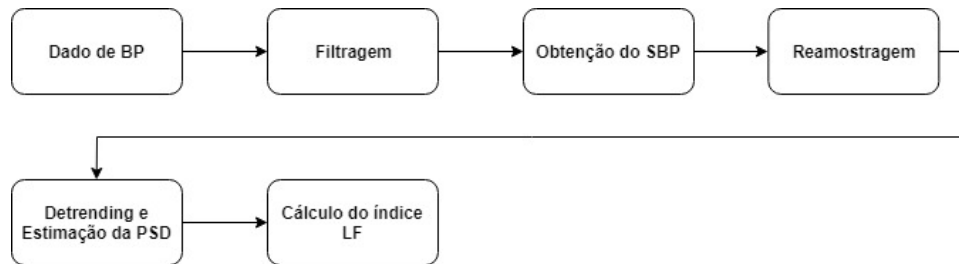 Dado de BP
Filtragem
Obtenção do SBP
Reamostragem
Detrending e
Estimação da PSD
Cálculo do índice
LF